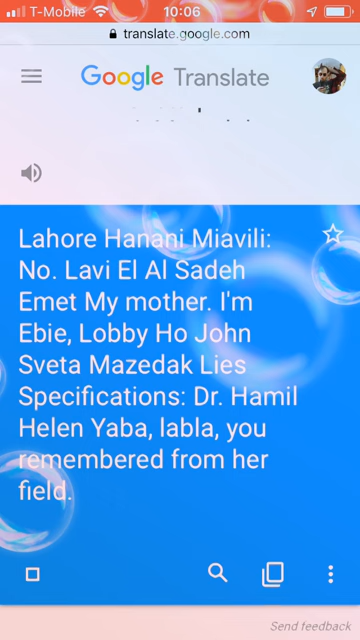 T-Mobile 10:06
translate.google.com
Google Translate
Lahore Hanani Miavili:
No. Lavi El Al Sadeh
Emet My mother. I'm
Ebie, Lobby Ho John
Sveta Mazedak Lies
Specifications: Dr. Hamil
Helen Yaba, labla, you
remembered from her
field.
Send feedback